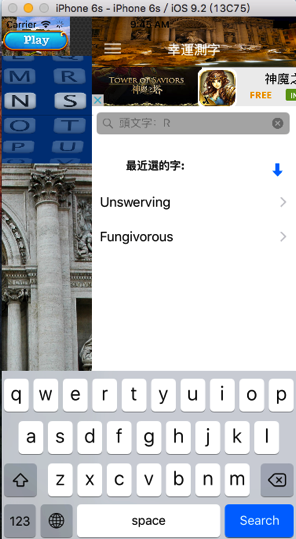 iPhone 6s - iPhone 6s / iOS 9.2 (13C75)
Carrier 9:45 AM
Play
幸運測字
M R
N S
O T
P U
TOWER OF SAVIORS
神魔之塔
神魔之
FREE
IN
頭文字: R
最近選的字:
Unswerving
Fungivorous
q w e r t y u i o p
a s d f g h j k l
z x c v b n m
123 space Search